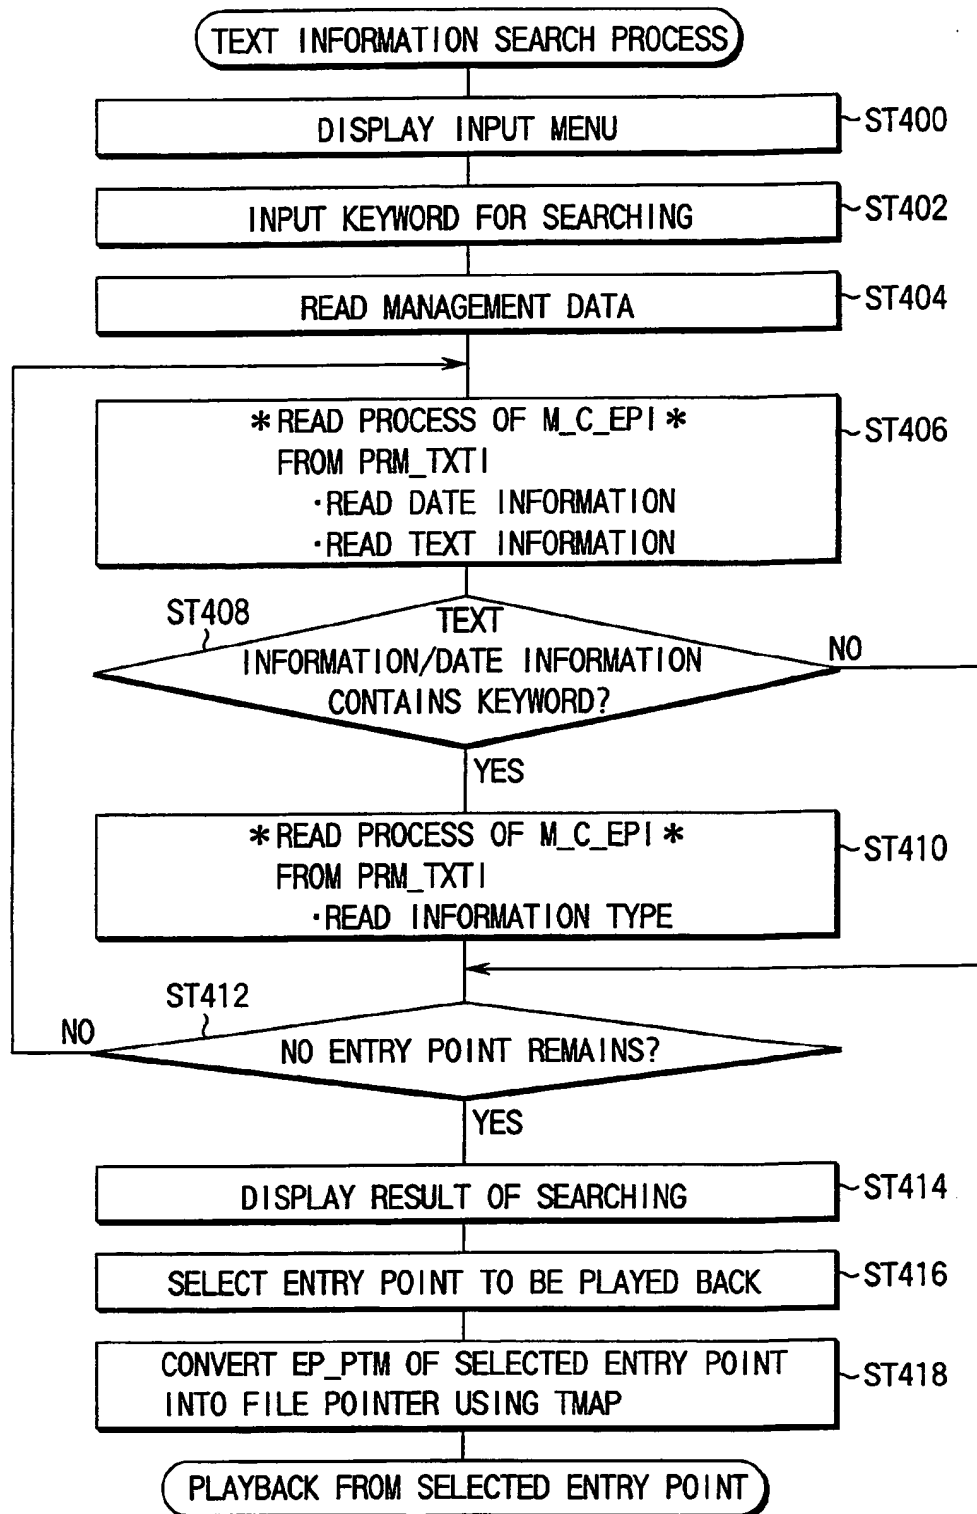 TEXT INFORMATION SEARCH PROCESS
DISPLAY INPUT MENU
ST400
INPUT KEYWORD FOR SEARCHING
ST402
READ MANAGEMENT DATA
ST404
*READ PROCESS OF M_C_EPI*
FROM PRM_TXTI
·READ DATE INFORMATION
·READ TEXT INFORMATION
ST406
ST408
TEXT
INFORMATION/DATE INFORMATION
CONTAINS KEYWORD?
NO
YES
*READ PROCESS OF M_C_EPI*
FROM PRM_TXTI
·READ INFORMATION TYPE
ST410
ST412
NO
NO ENTRY POINT REMAINS?
YES
DISPLAY RESULT OF SEARCHING
ST414
SELECT ENTRY POINT TO BE PLAYED BACK
ST416
CONVERT EP_PTM OF SELECTED ENTRY POINT
INTO FILE POINTER USING TMAP
ST418
PLAYBACK FROM SELECTED ENTRY POINT